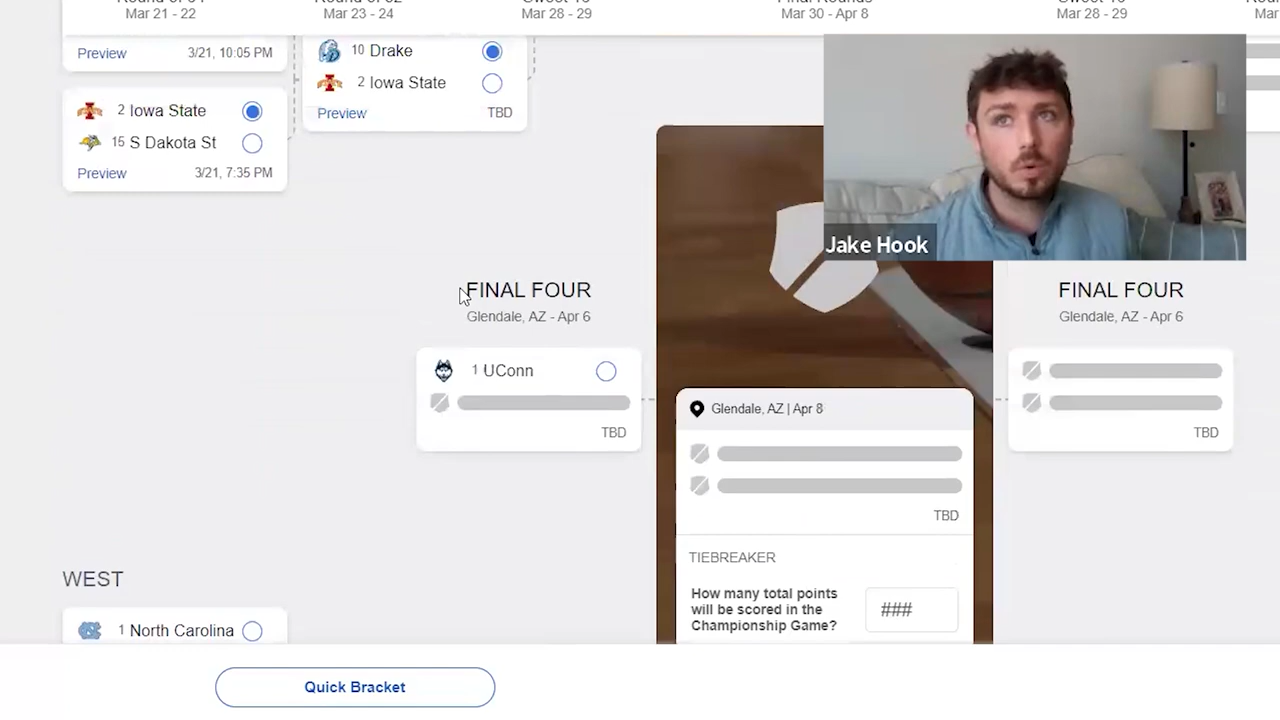 Mar 21 - 22
Mar 23 - 24
Mar 28 - 29
Mar 30 - Apr 8
Mar 28 - 29
Mar
Preview 3/21, 10:05 PM
10 Drake
2 Iowa State
Preview TBD
2 Iowa State
15 S Dakota St
Preview 3/21, 7:35 PM
Jake Hook
FINAL FOUR
Glendale, AZ - Apr 6
1 UConn
TBD
Glendale, AZ | Apr 8
TBD
TIEBREAKER
How many total points
will be scored in the
Championship Game?
###
FINAL FOUR
Glendale, AZ - Apr 6
TBD
WEST
1 North Carolina
Quick Bracket